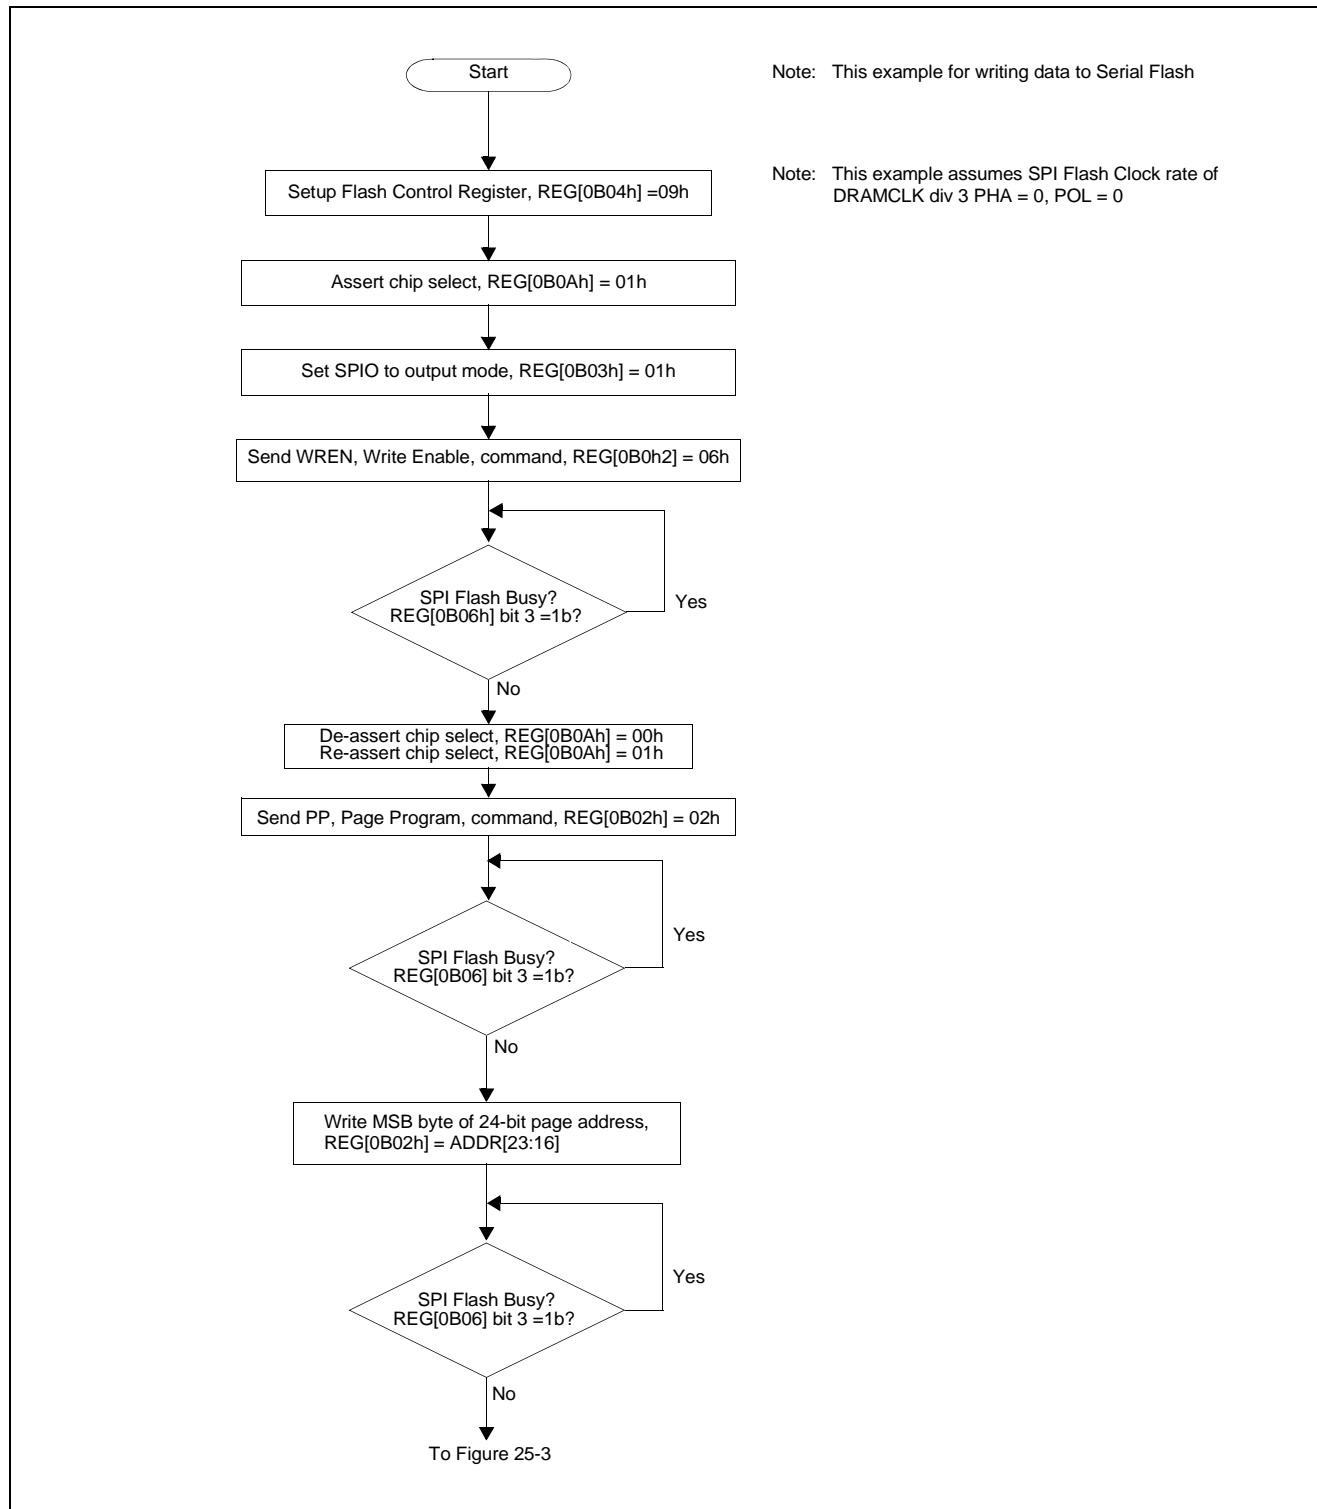 Start
Note: This example for writing data to Serial Flash
Note: This example assumes SPI Flash Clock rate of
DRAMCLK div 3 PHA = 0, POL = 0
Setup Flash Control Register, REG[0B04h] =09h
Assert chip select, REG[0B0Ah] = 01h
Set SPIO to output mode, REG[0B03h] = 01h
Send WREN, Write Enable, command, REG[0B0h2] = 06h
SPI Flash Busy?
REG[0B06h] bit 3 =1b?
Yes
No
De-assert chip select, REG[0B0Ah] = 00h
Re-assert chip select, REG[0B0Ah] = 01h
Send PP, Page Program, command, REG[0B02h] = 02h
SPI Flash Busy?
REG[0B06] bit 3 =1b?
Yes
No
Write MSB byte of 24-bit page address,
REG[0B02h] = ADDR[23:16]
SPI Flash Busy?
REG[0B06] bit 3 =1b?
Yes
No
To Figure 25-3